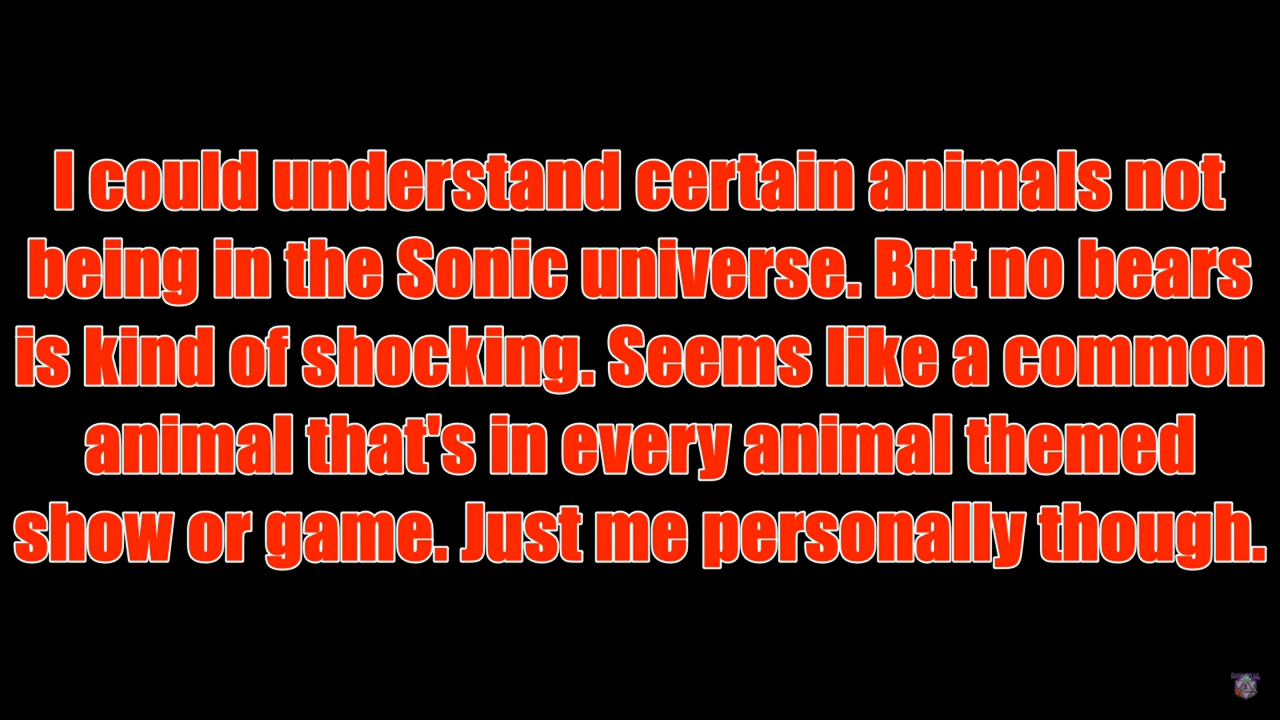 I could understand certain animals not
being in the Sonic universe. But no bears
is kind of shocking. Seems like a common
animal that's in every animal themed
show or game. Just me personally though.